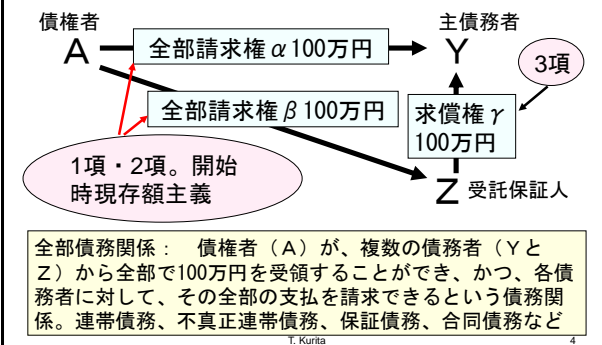 債権者
主債務者
A
全部請求権α100万円
Y
3項
全部請求権β100万円
求償権γ
100万円
1項・2項。開始
時現存額主義
Z 受託保証人
全部債務関係： 債権者（A）が、複数の債務者（Yと
Z）から全部で100万円を受領することができ、かつ、各債
務者に対して、その全部の支払を請求できるという債務関
係。連帯債務、不真正連帯債務、保証債務、合同債務など
T. Kurita
4